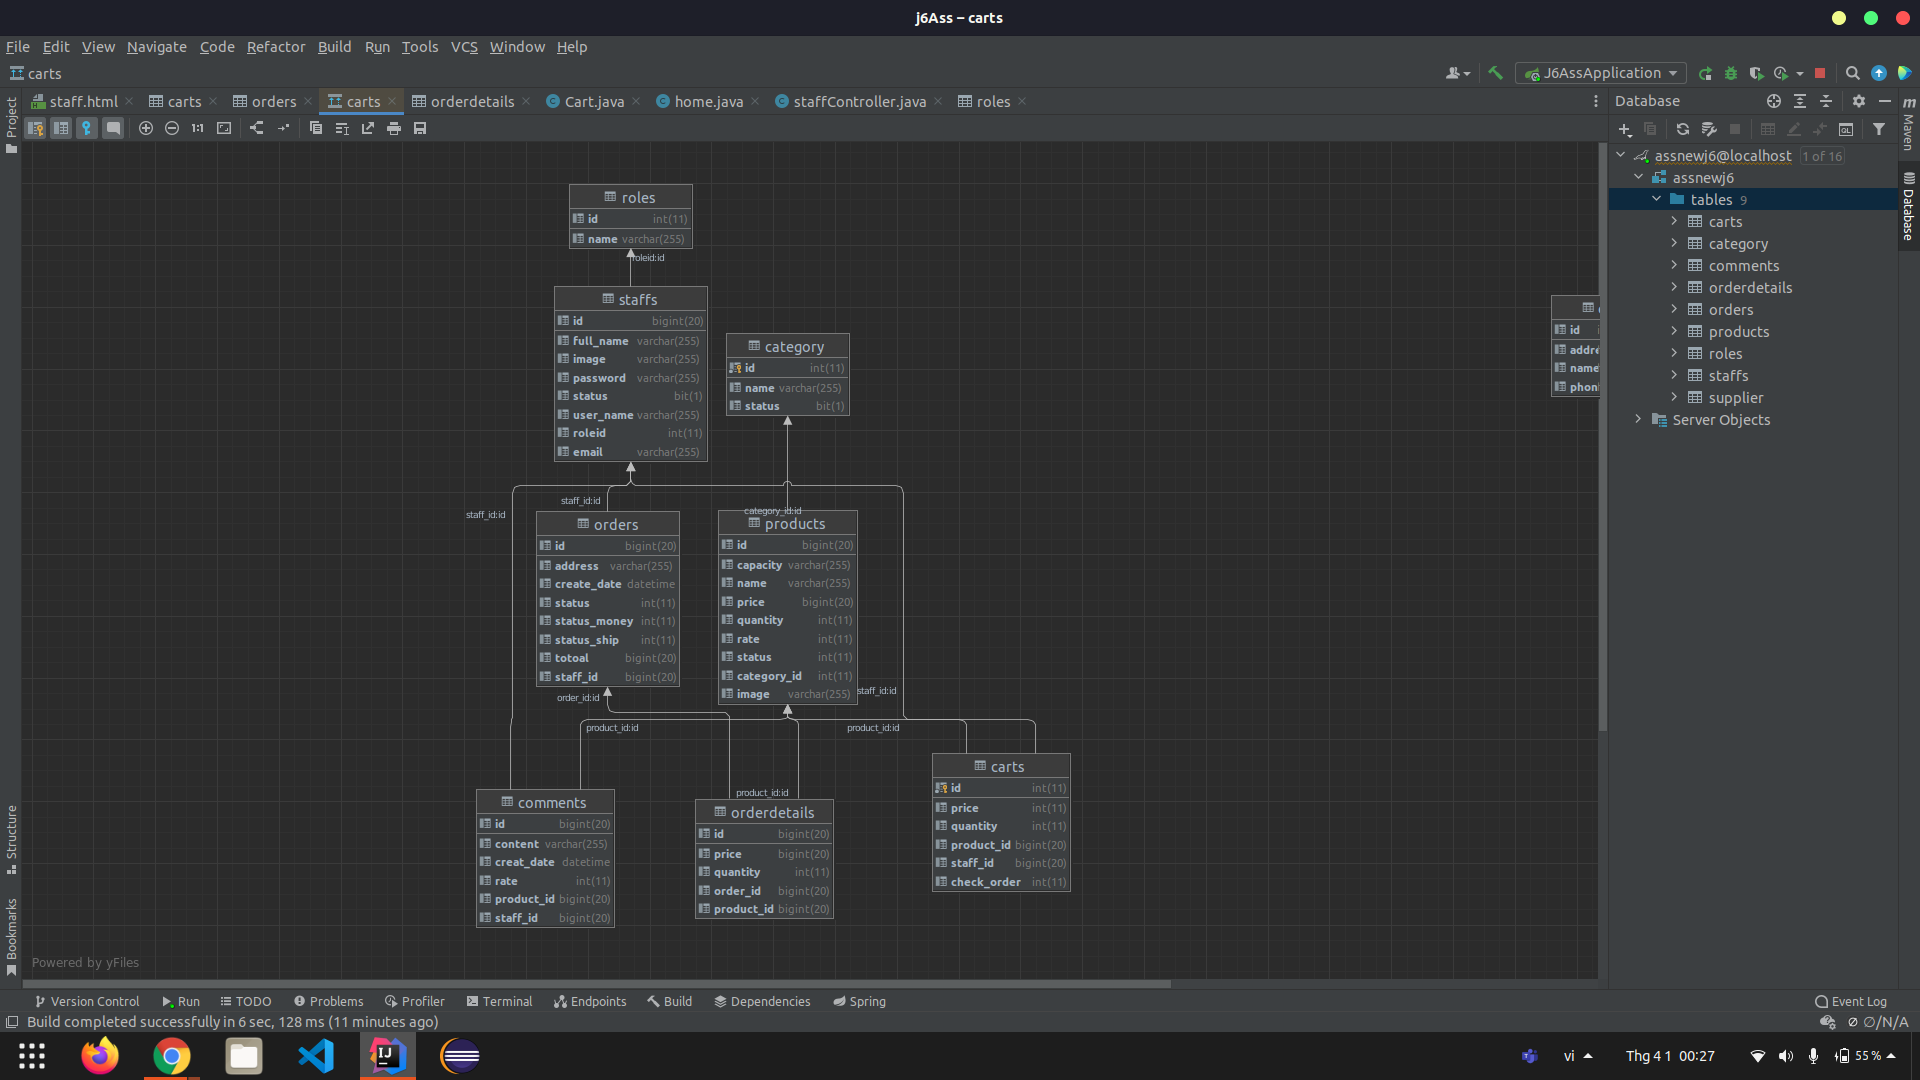 j6Ass – carts
File Edit View Navigate Code Refactor Build Run Tools VCS Window Help
carts
J6AssApplication
staff.html carts orders carts orderdetails Cart.java home.java staffController.java roles
1:1
Project
Structure
Bookmarks
roles
id int(11)
name varchar(255)
roleid:id
staffs
id bigint(20)
full_name varchar(255)
image varchar(255)
password varchar(255)
status bit(1)
user_name varchar(255)
roleid int(11)
email varchar(255)
category
id int(11)
name varchar(255)
status bit(1)
id
name
staff_id:id
staff_id:id
category_id:id
orders
id bigint(20)
address varchar(255)
create_date datetime
status int(11)
status_money int(11)
status_ship int(11)
totoal bigint(20)
staff_id bigint(20)
products
id bigint(20)
capacity varchar(255)
name varchar(255)
price bigint(20)
quantity int(11)
rate int(11)
status int(11)
category_id int(11)
image varchar(255)
staff_id:id
order_id:id
product_id:id
product_id:id
product_id:id
comments
id bigint(20)
content varchar(255)
creat_date datetime
rate int(11)
product_id bigint(20)
staff_id bigint(20)
orderdetails
id bigint(20)
price bigint(20)
quantity int(11)
order_id bigint(20)
product_id bigint(20)
carts
id int(11)
price int(11)
quantity int(11)
product_id bigint(20)
staff_id bigint(20)
check_order int(11)
Powered by yFiles
Database
QL
assnewj6@localhost 1 of 16
assnewj6
tables 9
carts
category
comments
orderdetails
orders
products
roles
staffs
supplier
Server Objects
Maven
Database
Version Control Run TODO Problems Profiler Terminal Endpoints Build Dependencies Spring Event Log
Build completed successfully in 6 sec, 128 ms (11 minutes ago)
∅/N/A
vi Thg 4 1 00:27 55%